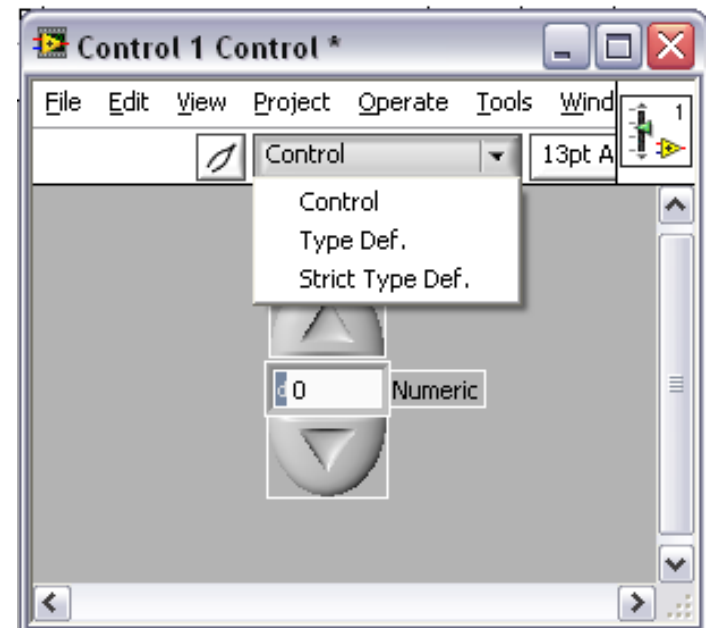 Control 1 Control *
File Edit View Project Operate Tools Wind
1
Control 13pt A
Control
Type Def.
Strict Type Def.
d 0 Numeric